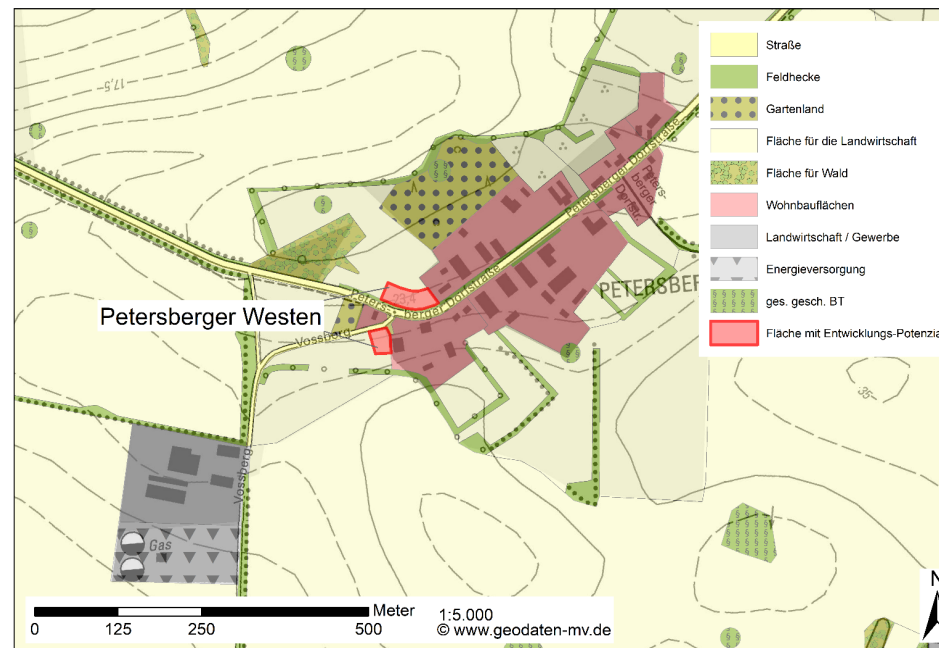 Straße
Feldhecke
Gartenland
Fläche für die Landwirtschaft
Fläche für Wald
Wohnbauflächen
Landwirtschaft / Gewerbe
Energieversorgung
ges. gesch. BT
Fläche mit Entwicklungs-Potenzia
17,5
Petersberger Dorfstraße
Peters-
berger
Dorfstr.
PETERSBER
23,4
Peters-
berger Dorfstraße
Petersberger Westen
Vossberg
35
Vossberg
Gas
N
Meter
0 125 250 500
1:5.000
© www.geodaten-mv.de